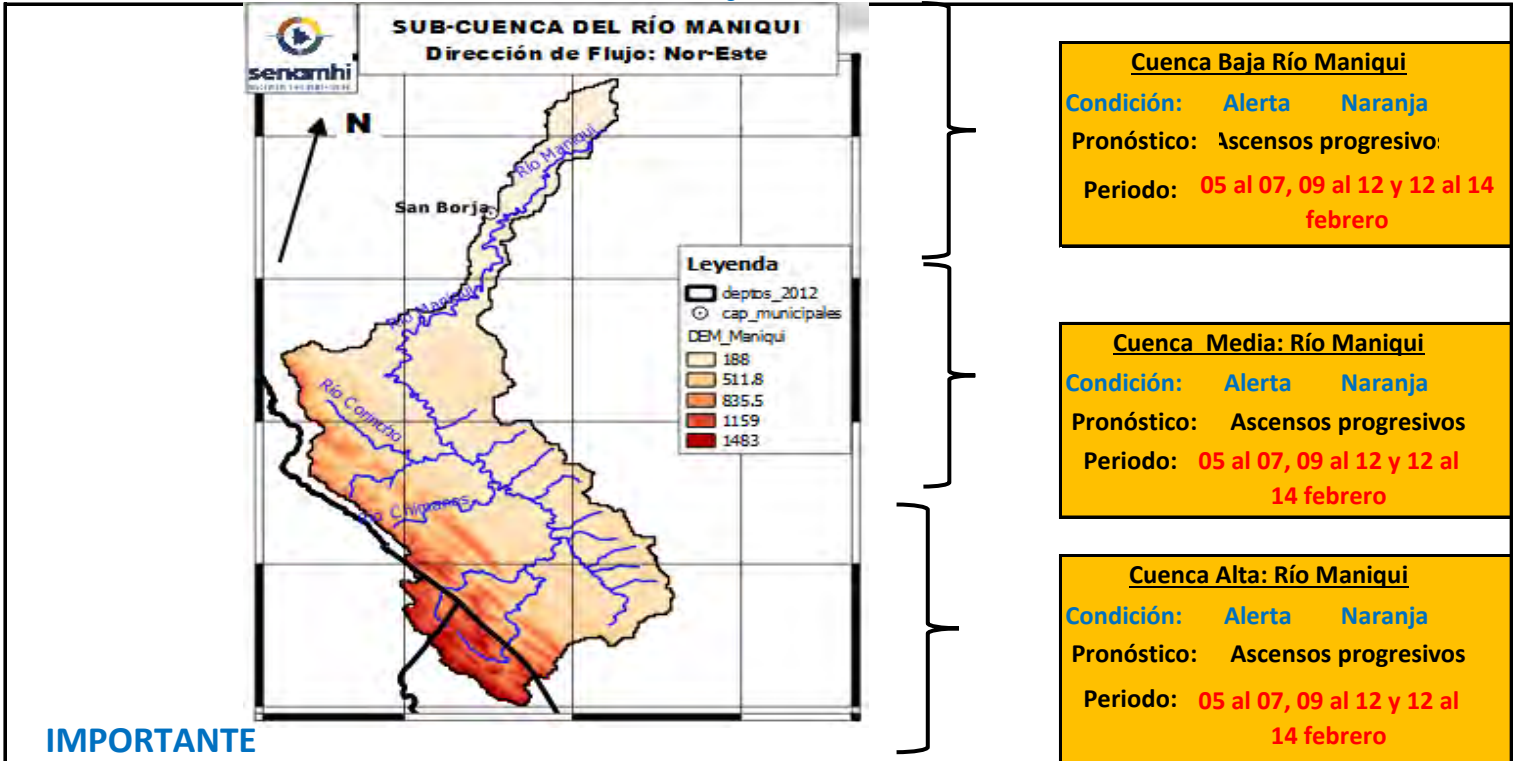 SUB-CUENCA DEL RÍO MANIQUI
Dirección de Flujo: Nor-Este
senamhi
N
Río Maniqui
San Borja
Río Maniqui
Río Chimanes
Leyenda
deptos_2012
cap_municipales
DEM_Maniqui
188
511.8
835.5
1159
1483
Cuenca Baja Río Maniqui
Condición: Alerta Naranja
Pronóstico: Ascensos progresivos
Periodo: 05 al 07, 09 al 12 y 12 al 14
febrero
Cuenca Media: Río Maniqui
Condición: Alerta Naranja
Pronóstico: Ascensos progresivos
Periodo: 05 al 07, 09 al 12 y 12 al
14 febrero
Cuenca Alta: Río Maniqui
Condición: Alerta Naranja
Pronóstico: Ascensos progresivos
Periodo: 05 al 07, 09 al 12 y 12 al
14 febrero
IMPORTANTE